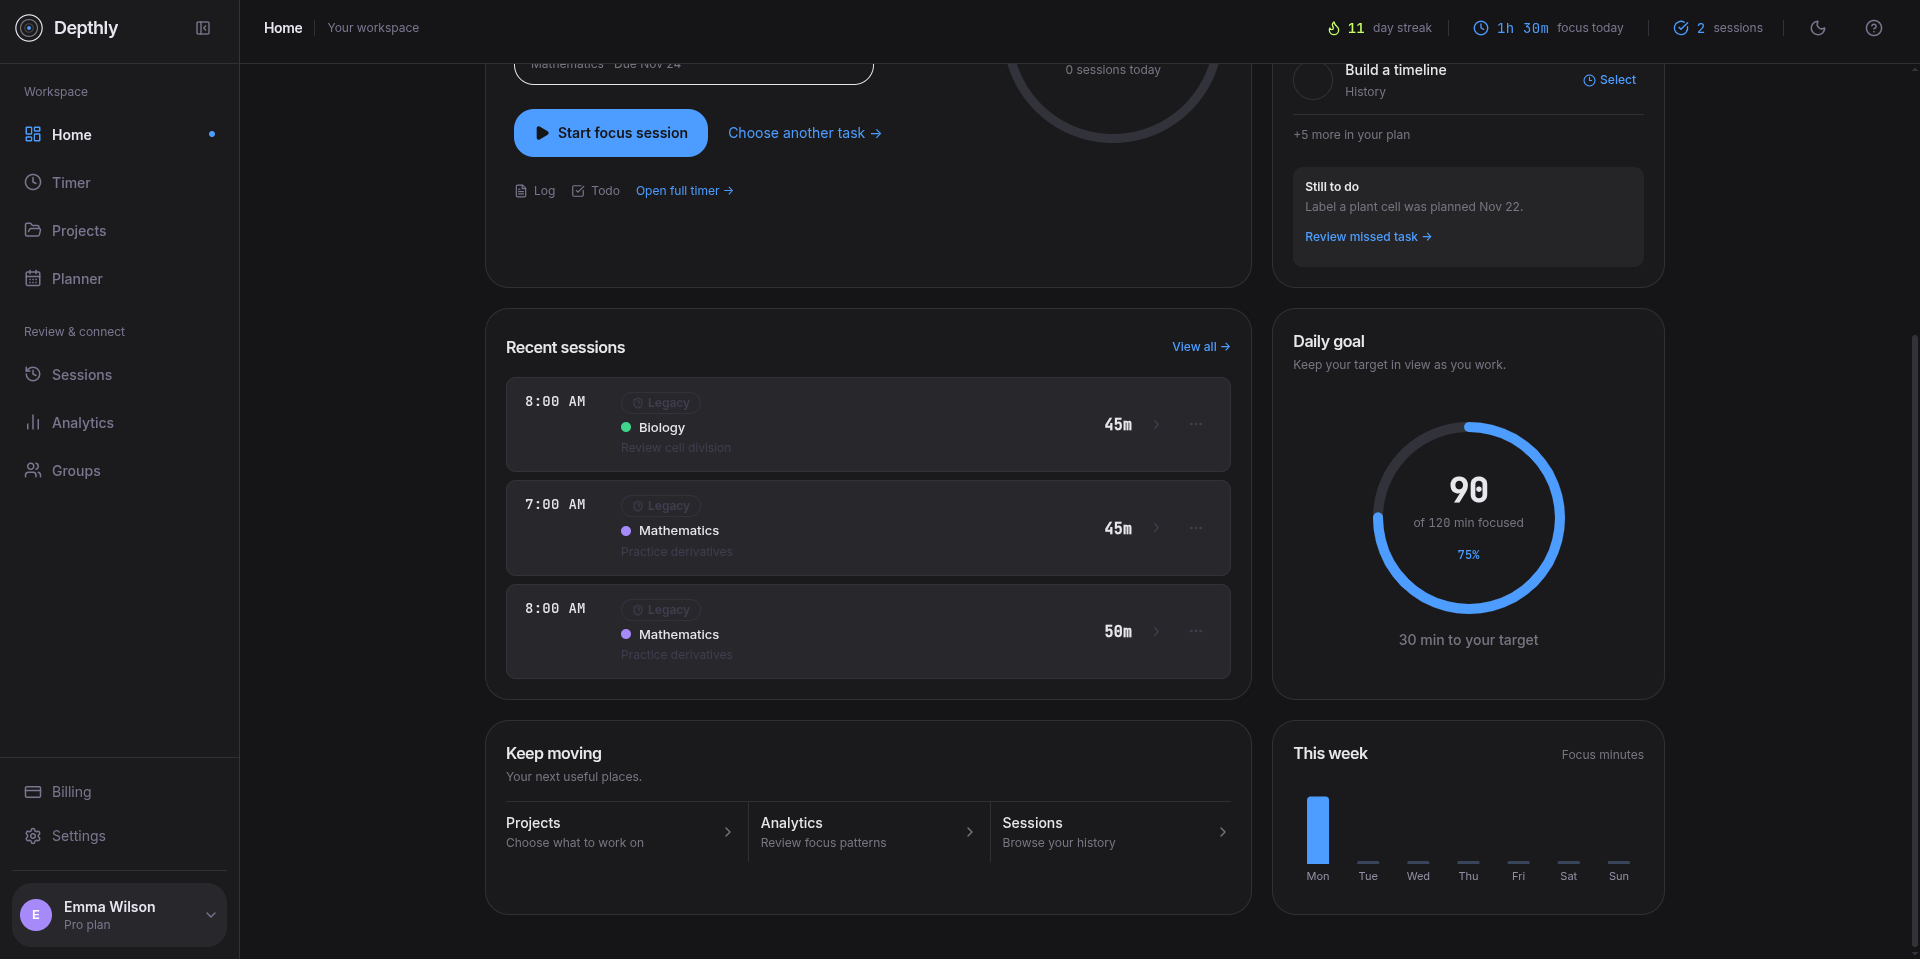 Depthly
Home
Your workspace
11 day streak
1h 30m focus today
2 sessions
Workspace
Home
Timer
Projects
Planner
Review & connect
Sessions
Analytics
Groups
Billing
Settings
E
Emma Wilson
Pro plan
Mathematics · Due Nov 24
0 sessions today
Start focus session
Choose another task →
Log
Todo
Open full timer →
Build a timeline
History
Select
+5 more in your plan
Still to do
Label a plant cell was planned Nov 22.
Review missed task →
Recent sessions
View all →
8:00 AM
Legacy
Biology
Review cell division
45m
7:00 AM
Legacy
Mathematics
Practice derivatives
45m
8:00 AM
Legacy
Mathematics
Practice derivatives
50m
Daily goal
Keep your target in view as you work.
90
of 120 min focused
75%
30 min to your target
Keep moving
Your next useful places.
Projects
Choose what to work on
Analytics
Review focus patterns
Sessions
Browse your history
This week
Focus minutes
Mon Tue Wed Thu Fri Sat Sun